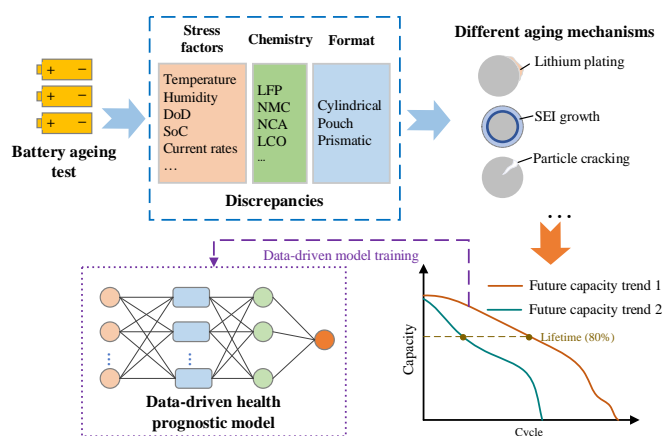 Stress
factors
Chemistry
Format
Different aging mechanisms
+ −
+ −
+ −
Battery ageing
test
Temperature
Humidity
DoD
SoC
Current rates
…
LFP
NMC
NCA
LCO
...
Cylindrical
Pouch
Prismatic
Discrepancies
Lithium plating
SEI growth
Particle cracking
...
Data-driven model training
Data-driven health
prognostic model
Future capacity trend 1
Future capacity trend 2
Lifetime (80%)
Capacity
Cycle